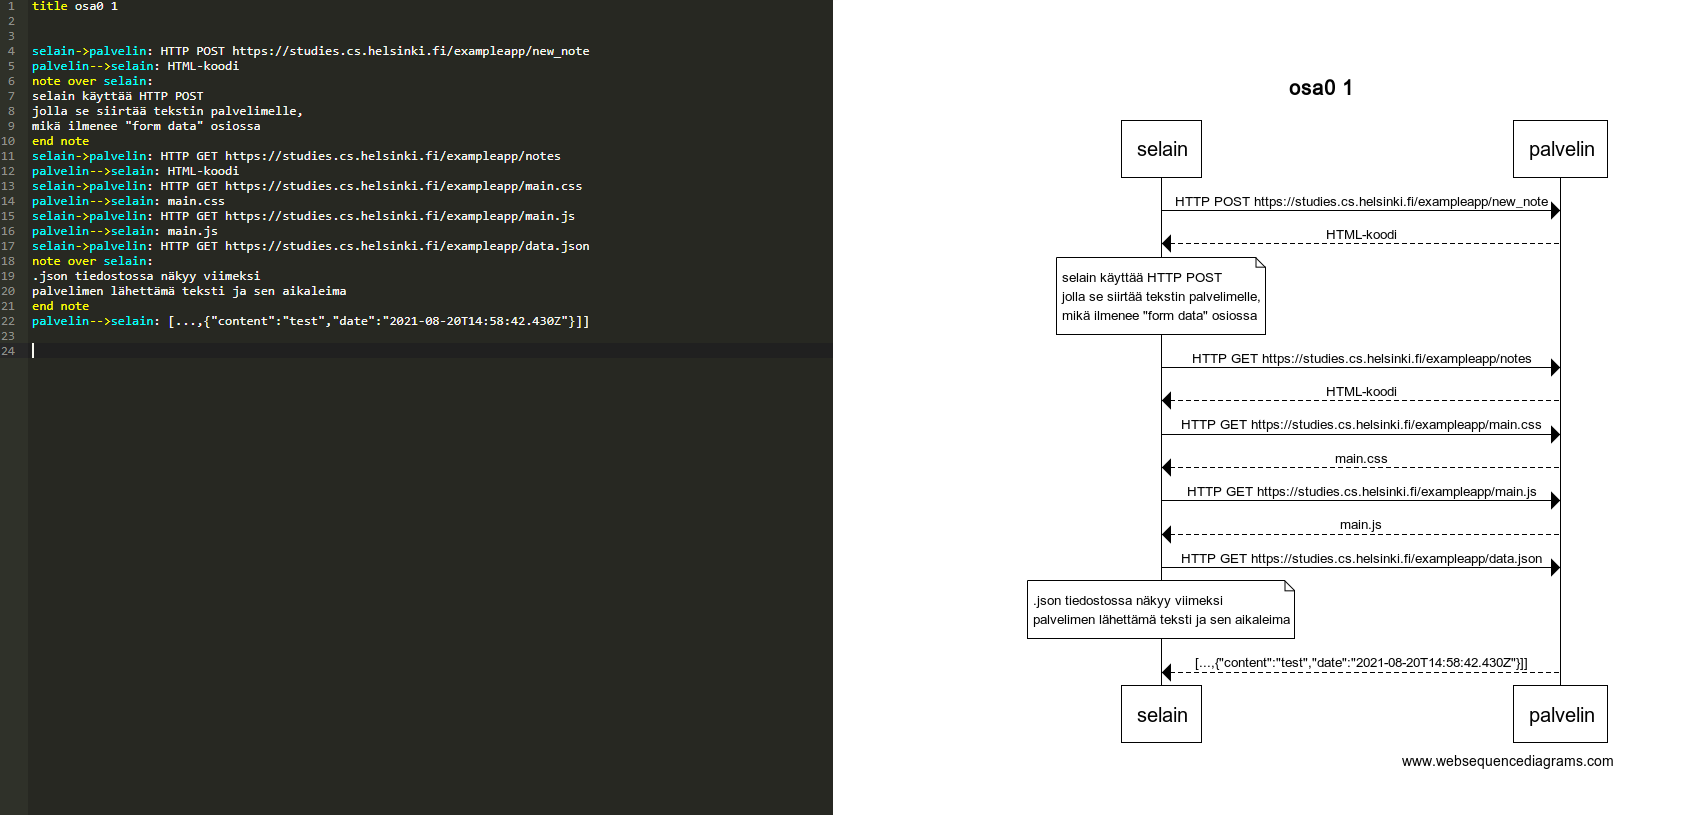 1 title osa0 1
2
3
4 selain->palvelin: HTTP POST https://studies.cs.helsinki.fi/exampleapp/new_note
5 palvelin-->selain: HTML-koodi
6 note over selain:
7 selain käyttää HTTP POST
8 jolla se siirtää tekstin palvelimelle,
9 mikä ilmenee "form data" osiossa
10 end note
11 selain->palvelin: HTTP GET https://studies.cs.helsinki.fi/exampleapp/notes
12 palvelin-->selain: HTML-koodi
13 selain->palvelin: HTTP GET https://studies.cs.helsinki.fi/exampleapp/main.css
14 palvelin-->selain: main.css
15 selain->palvelin: HTTP GET https://studies.cs.helsinki.fi/exampleapp/main.js
16 palvelin-->selain: main.js
17 selain->palvelin: HTTP GET https://studies.cs.helsinki.fi/exampleapp/data.json
18 note over selain:
19 .json tiedostossa näkyy viimeksi
20 palvelimen lähettämä teksti ja sen aikaleima
21 end note
22 palvelin-->selain: [...,{"content":"test","date":"2021-08-20T14:58:42.430Z"}]]
23
24
osa0 1
selain palvelin
HTTP POST https://studies.cs.helsinki.fi/exampleapp/new_note
HTML-koodi
selain käyttää HTTP POST
jolla se siirtää tekstin palvelimelle,
mikä ilmenee "form data" osiossa
HTTP GET https://studies.cs.helsinki.fi/exampleapp/notes
HTML-koodi
HTTP GET https://studies.cs.helsinki.fi/exampleapp/main.css
main.css
HTTP GET https://studies.cs.helsinki.fi/exampleapp/main.js
main.js
HTTP GET https://studies.cs.helsinki.fi/exampleapp/data.json
.json tiedostossa näkyy viimeksi
palvelimen lähettämä teksti ja sen aikaleima
[...,{"content":"test","date":"2021-08-20T14:58:42.430Z"}]]
selain palvelin
www.websequencediagrams.com